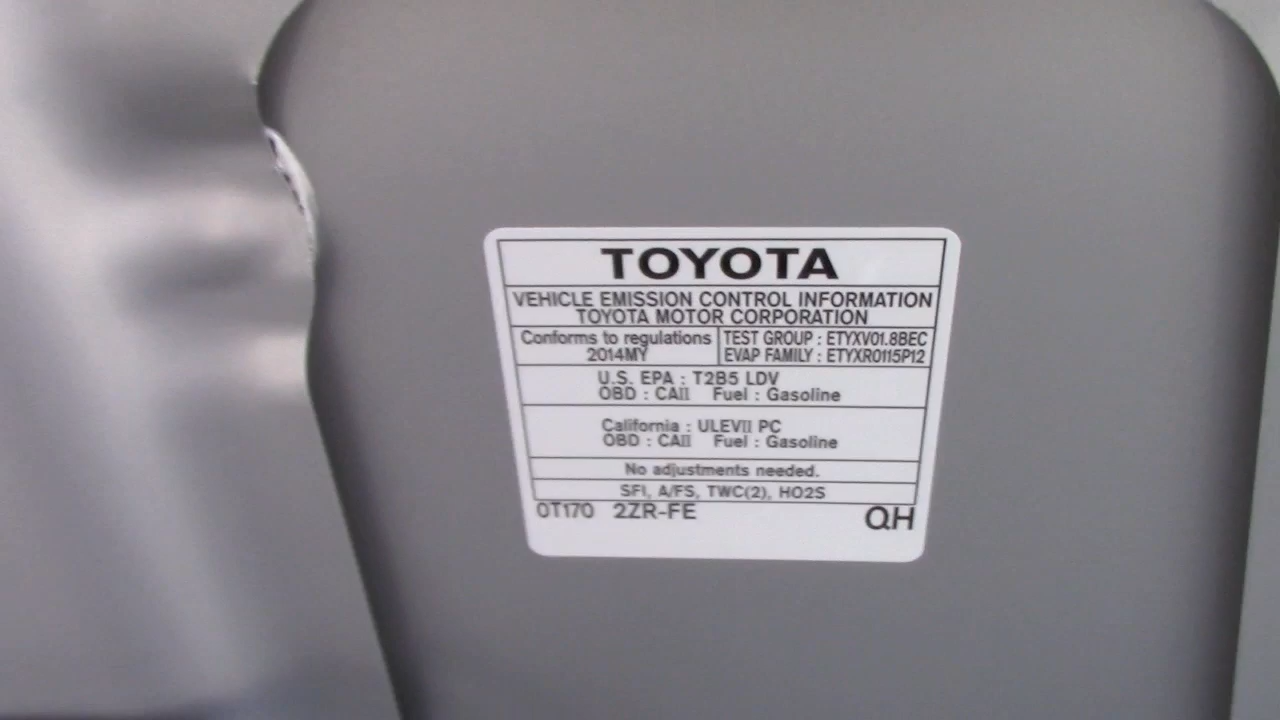 TOYOTA
VEHICLE EMISSION CONTROL INFORMATION
TOYOTA MOTOR CORPORATION
Conforms to regulations
2014MY
TEST GROUP : ETYXV01.8BEC
EVAP FAMILY : ETYXR0115P12
U.S. EPA : T2B5 LDV
OBD : CAII Fuel : Gasoline
California : ULEVII PC
OBD : CAII Fuel : Gasoline
No adjustments needed.
SFI, A/FS, TWC(2), HO2S
0T170 2ZR-FE QH